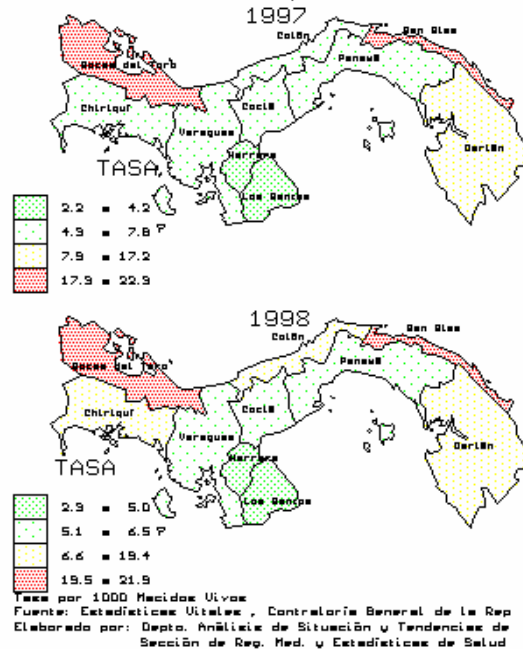 1997
San Blas
Colón
Bocas del Toro
Panamá
Chiriquí
Coclé
Veraguas
Darién
Herrera
TASA
Los Santos
2.2 a 4.2
4.3 a 7.8
7.9 a 17.2
17.3 a 22.3
1998
San Blas
Colón
Panamá
Bocas del Toro
Chiriquí
Coclé
Darién
Veraguas
Herrera
TASA
Los Santos
2.3 a 5.0
5.1 a 6.5
6.6 a 19.4
19.5 a 21.9
Tasa por 1000 Nacidos Vivos
Fuente: Estadísticas Vitales , Contraloría General de la Rep
Elaborado por: Depto. Análisis de Situación y Tendencias de
Sección de Reg. Med. y Estadísticas de Salud